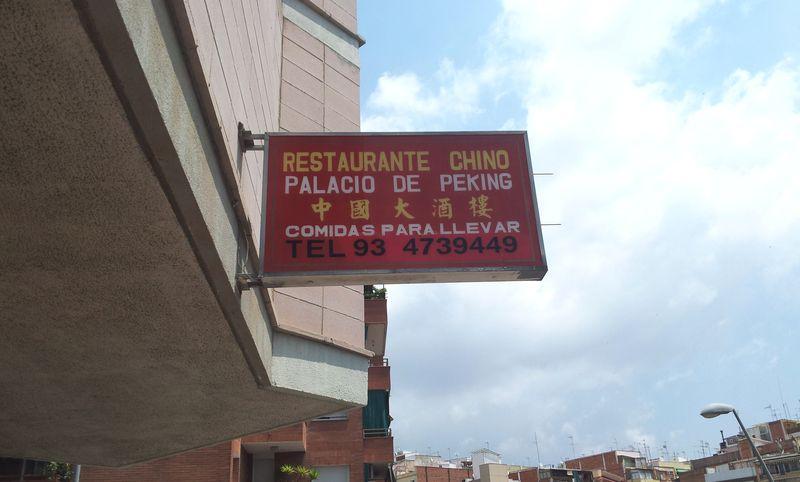 RESTAURANTE CHINO
PALACIO DE PEKING
中國大酒樓
COMIDAS PARA LLEVAR
TEL 93 4739449